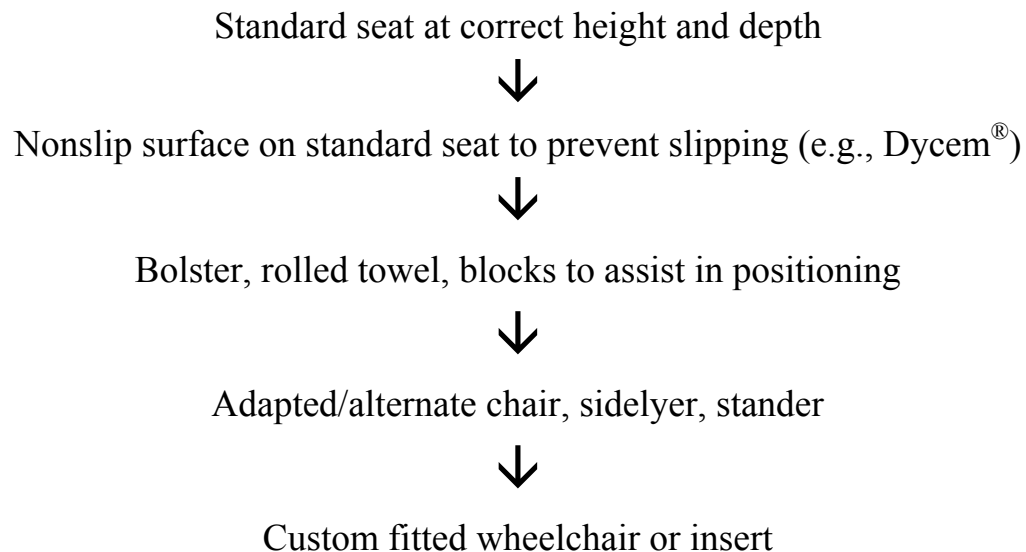 Standard seat at correct height and depth
Nonslip surface on standard seat to prevent slipping (e.g., Dycem®)
Bolster, rolled towel, blocks to assist in positioning
Adapted/alternate chair, sidelyer, stander
Custom fitted wheelchair or insert